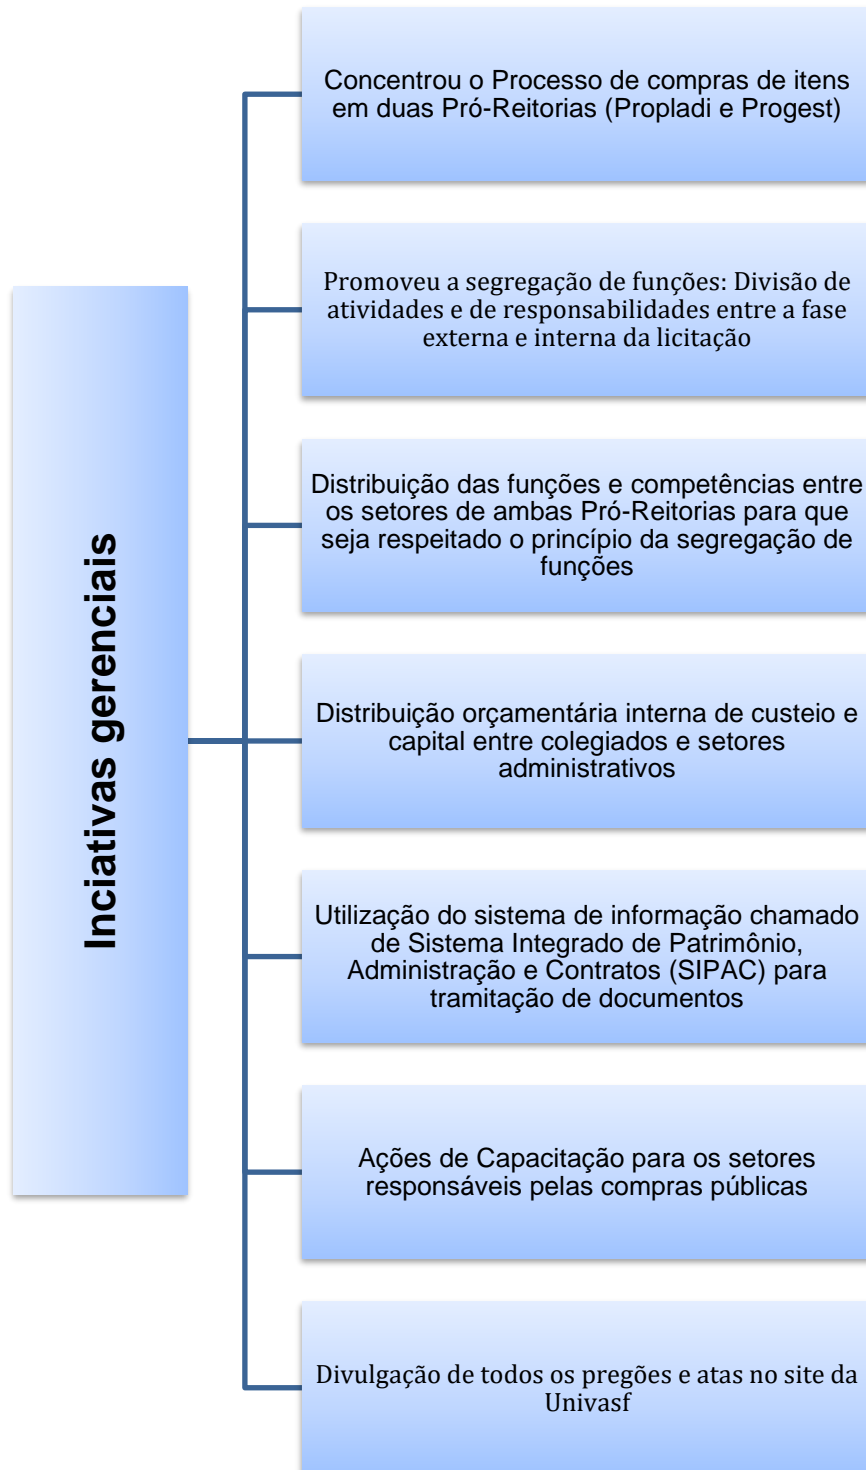 Concentrou o Processo de compras de itens
em duas Pró-Reitorias (Propladi e Progest)
Promoveu a segregação de funções: Divisão de
atividades e de responsabilidades entre a fase
externa e interna da licitação
Distribuição das funções e competências entre
os setores de ambas Pró-Reitorias para que
seja respeitado o princípio da segregação de
funções
Inciativas gerenciais
Distribuição orçamentária interna de custeio e
capital entre colegiados e setores
administrativos
Utilização do sistema de informação chamado
de Sistema Integrado de Patrimônio,
Administração e Contratos (SIPAC) para
tramitação de documentos
Ações de Capacitação para os setores
responsáveis pelas compras públicas
Divulgação de todos os pregões e atas no site da
Univasf